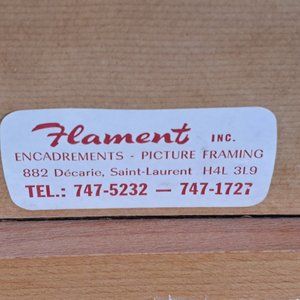 Flament INC.
ENCADREMENTS - PICTURE FRAMING
882 Décarie, Saint-Laurent H4L 3L9
TEL.: 747-5232 — 747-1727